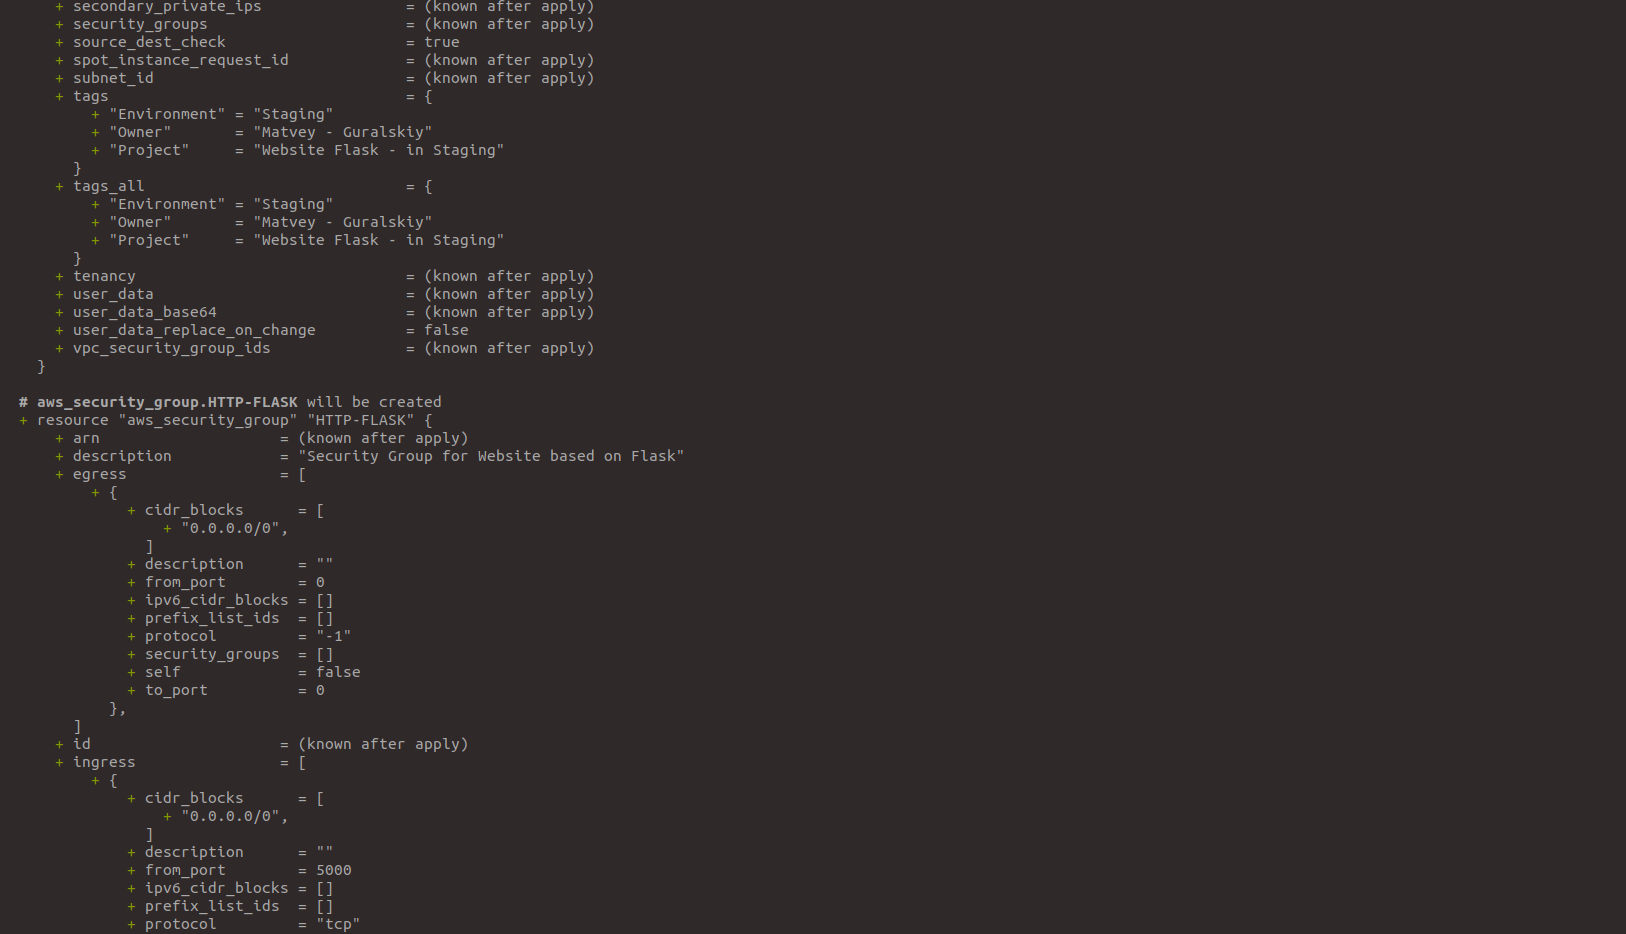 + secondary_private_ips                = (known after apply)
+ security_groups                      = (known after apply)
+ source_dest_check                    = true
+ spot_instance_request_id             = (known after apply)
+ subnet_id                            = (known after apply)
+ tags                                 = {
+ "Environment" = "Staging"
+ "Owner"       = "Matvey - Guralskiy"
+ "Project"     = "Website Flask - in Staging"
}
+ tags_all                             = {
+ "Environment" = "Staging"
+ "Owner"       = "Matvey - Guralskiy"
+ "Project"     = "Website Flask - in Staging"
}
+ tenancy                              = (known after apply)
+ user_data                            = (known after apply)
+ user_data_base64                     = (known after apply)
+ user_data_replace_on_change          = false
+ vpc_security_group_ids               = (known after apply)
}
# aws_security_group.HTTP-FLASK will be created
+ resource "aws_security_group" "HTTP-FLASK" {
+ arn                    = (known after apply)
+ description            = "Security Group for Website based on Flask"
+ egress                 = [
+ {
+ cidr_blocks      = [
+ "0.0.0.0/0",
]
+ description      = ""
+ from_port        = 0
+ ipv6_cidr_blocks = []
+ prefix_list_ids  = []
+ protocol         = "-1"
+ security_groups  = []
+ self             = false
+ to_port          = 0
},
]
+ id                     = (known after apply)
+ ingress                = [
+ {
+ cidr_blocks      = [
+ "0.0.0.0/0",
]
+ description      = ""
+ from_port        = 5000
+ ipv6_cidr_blocks = []
+ prefix_list_ids  = []
+ protocol         = "tcp"